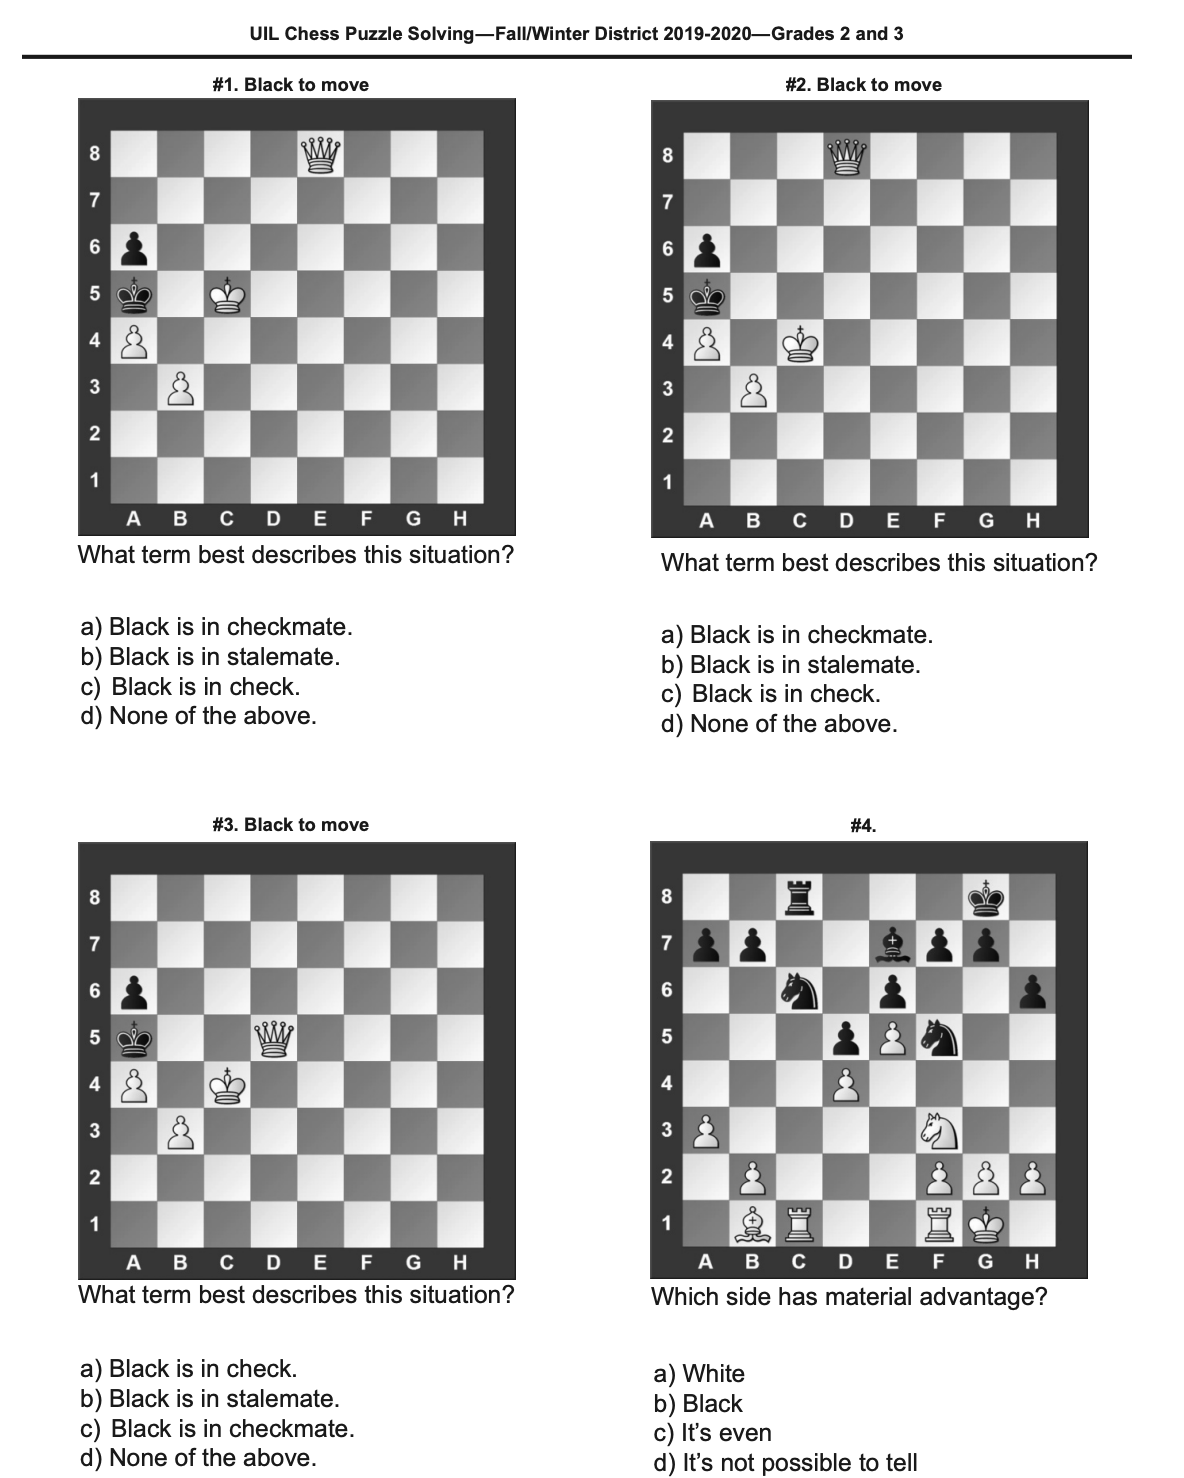 UIL Chess Puzzle Solving—Fall/Winter District 2019-2020—Grades 2 and 3
#1. Black to move
8
7
6
5
4
3
2
1
A B C D E F G H
What term best describes this situation?
a) Black is in checkmate.
b) Black is in stalemate.
c) Black is in check.
d) None of the above.
#2. Black to move
8
7
6
5
4
3
2
1
A B C D E F G H
What term best describes this situation?
a) Black is in checkmate.
b) Black is in stalemate.
c) Black is in check.
d) None of the above.
#3. Black to move
8
7
6
5
4
3
2
1
A B C D E F G H
What term best describes this situation?
a) Black is in check.
b) Black is in stalemate.
c) Black is in checkmate.
d) None of the above.
#4.
8
7
6
5
4
3
2
1
A B C D E F G H
Which side has material advantage?
a) White
b) Black
c) It’s even
d) It’s not possible to tell